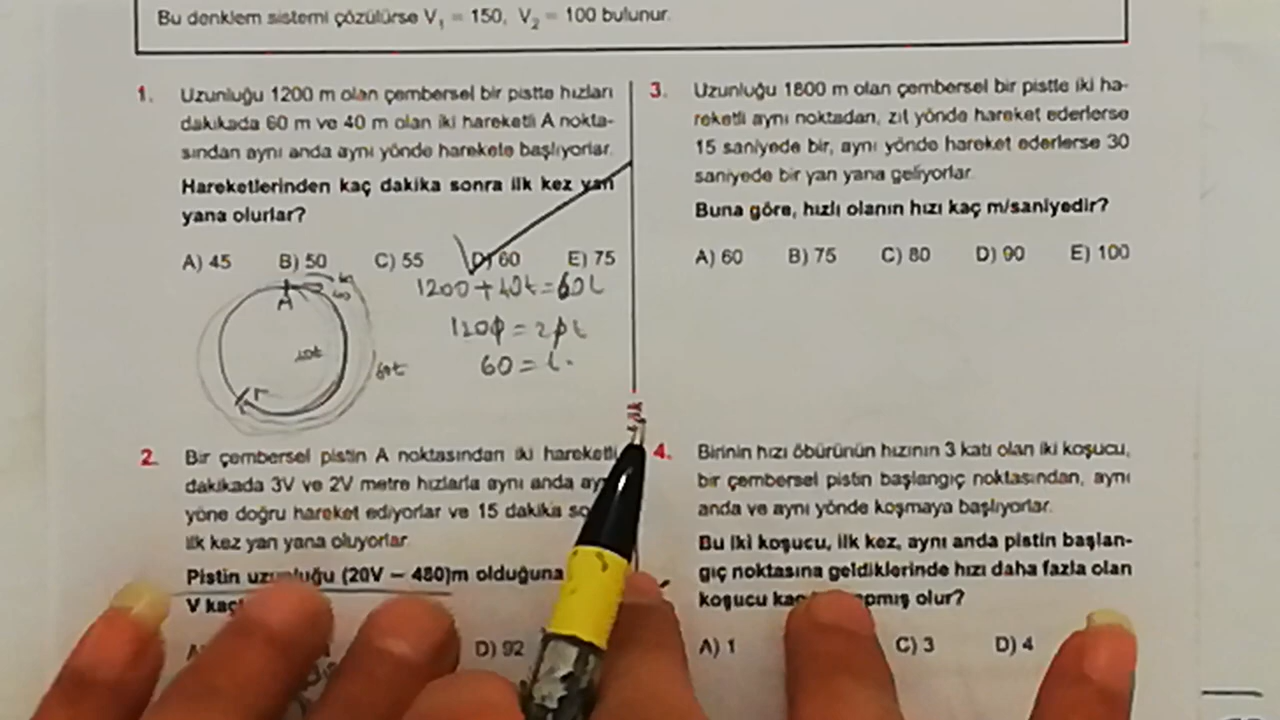 Bu denklem sistemi çözülürse V₁ = 150, V₂ = 100 bulunur.
1. Uzunluğu 1200 m olan çembersel bir pistte hızları
dakikada 60 m ve 40 m olan iki hareketli A nokta-
sından aynı anda aynı yönde harekete başlıyorlar.
Hareketlerinden kaç dakika sonra ilk kez yan
yana olurlar?
A) 45 B) 50 C) 55 D) 60 E) 75
1200 + 40t = 60t
1200 = 20t
60 = t.
A
40t
60t
2. Bir çembersel pistin A noktasından iki hareketli
dakikada 3V ve 2V metre hızlarla aynı anda
yöne doğru hareket ediyorlar ve 15 dakika
ilk kez yan yana oluyorlar.
Pistin uzunluğu (20V – 480)m olduğuna
V kaç
D) 92
3. Uzunluğu 1800 m olan çembersel bir pistte iki ha-
reketli aynı noktadan, zıt yönde hareket ederlerse
15 saniyede bir, aynı yönde hareket ederlerse 30
saniyede bir yan yana geliyorlar.
Buna göre, hızlı olanın hızı kaç m/saniyedir?
A) 60 B) 75 C) 80 D) 90 E) 100
4. Birinin hızı öbürünün hızının 3 katı olan iki koşucu,
bir çembersel pistin başlangıç noktasından, aynı
anda ve aynı yönde koşmaya başlıyorlar.
Bu iki koşucu, ilk kez, aynı anda pistin başlan-
gıç noktasına geldiklerinde hızı daha fazla olan
koşucu olur?
A) 1 C) 3 D) 4